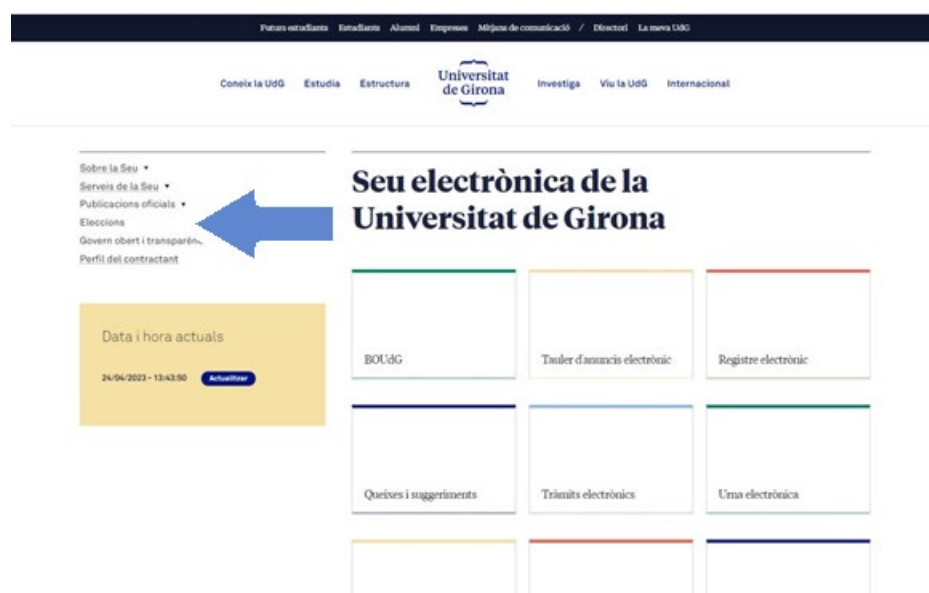 Futurs estudiants Estudiants Alumni Empreses Mitjans de comunicació / Directori La meva UdG
Coneix la UdG Estudia Estructura Universitat de Girona Investiga Viu la UdG Internacional
Sobre la Seu
Serveis de la Seu
Publicacions oficials
Eleccions
Govern obert i
Perfil del contractant
Data i hora actuals
24/04/2023 - 13:43:50 Actualitzar
Seu electrònica de la
Universitat de Girona
BOUdG
Tauler d'anuncis electrònic
Registre electrònic
Queixes i suggeriments
Tràmits electrònics
Urna electrònica